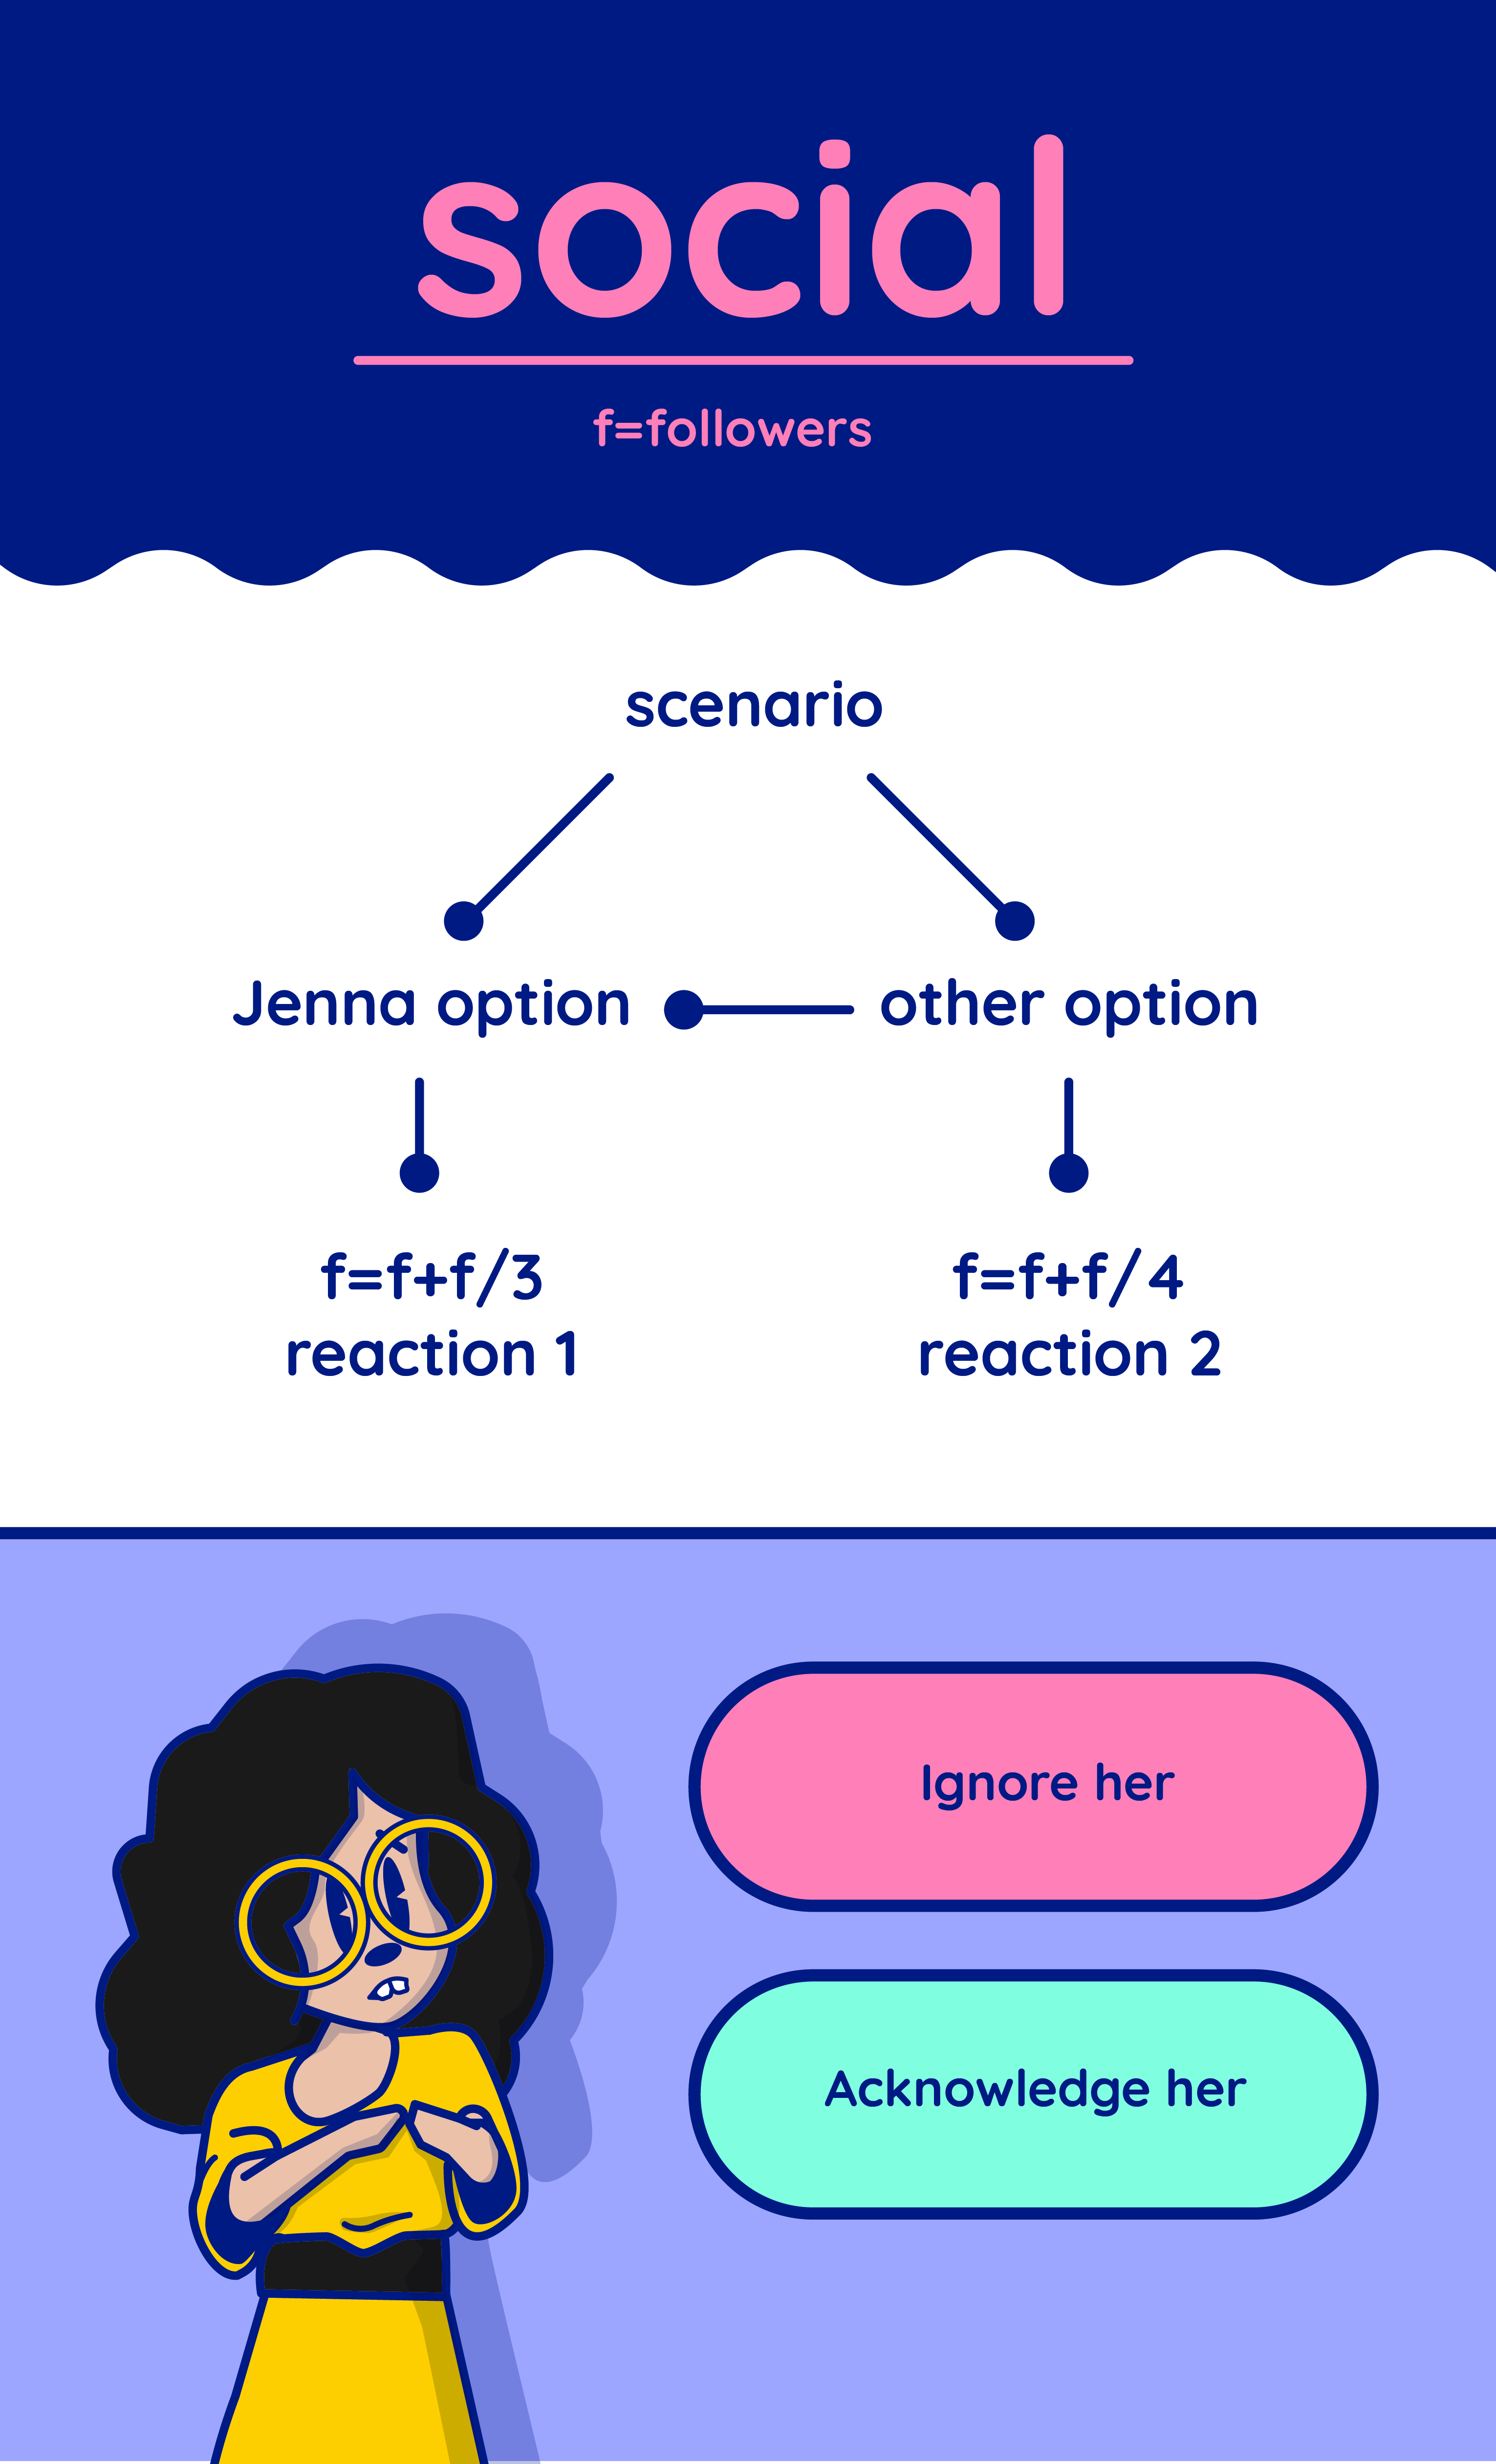 social
f=followers
scenario
Jenna option
other option
f=f+f/3
reaction 1
f=f+f/4
reaction 2
Ignore her
Acknowledge her